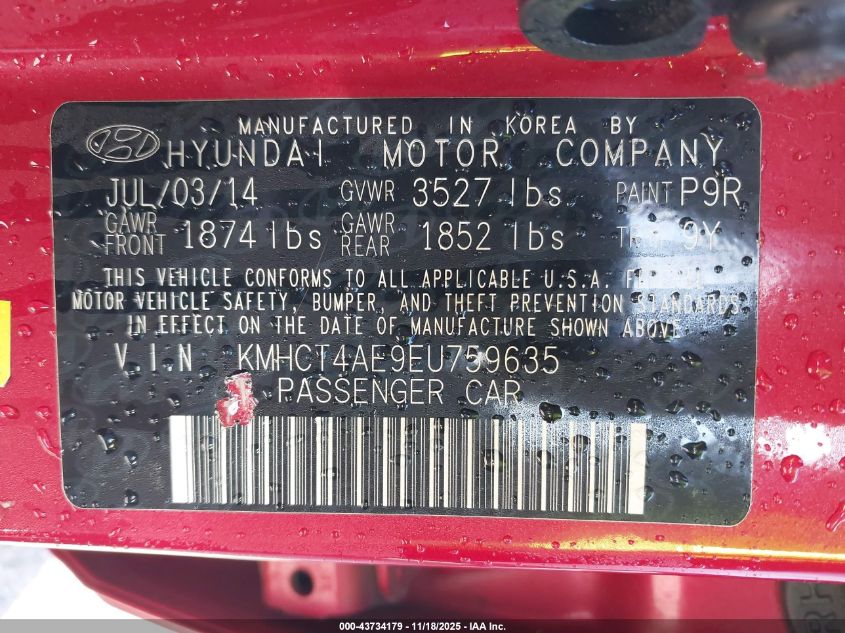 MANUFACTURED IN KOREA BY
HYUNDAI MOTOR COMPANY
JUL/03/14 GVWR 3527 lbs PAINT P9R
GAWR FRONT 1874 lbs GAWR REAR 1852 lbs 9Y
THIS VEHICLE CONFORMS TO ALL APPLICABLE U.S.A.
MOTOR VEHICLE SAFETY, BUMPER, AND THEFT PREVENTION STANDARDS
IN EFFECT ON THE DATE OF MANUFACTURE SHOWN ABOVE.
VIN KMHCT4AE9EU759635
PASSENGER CAR
000-43734179 — 11/18/2025 — IAA Inc.